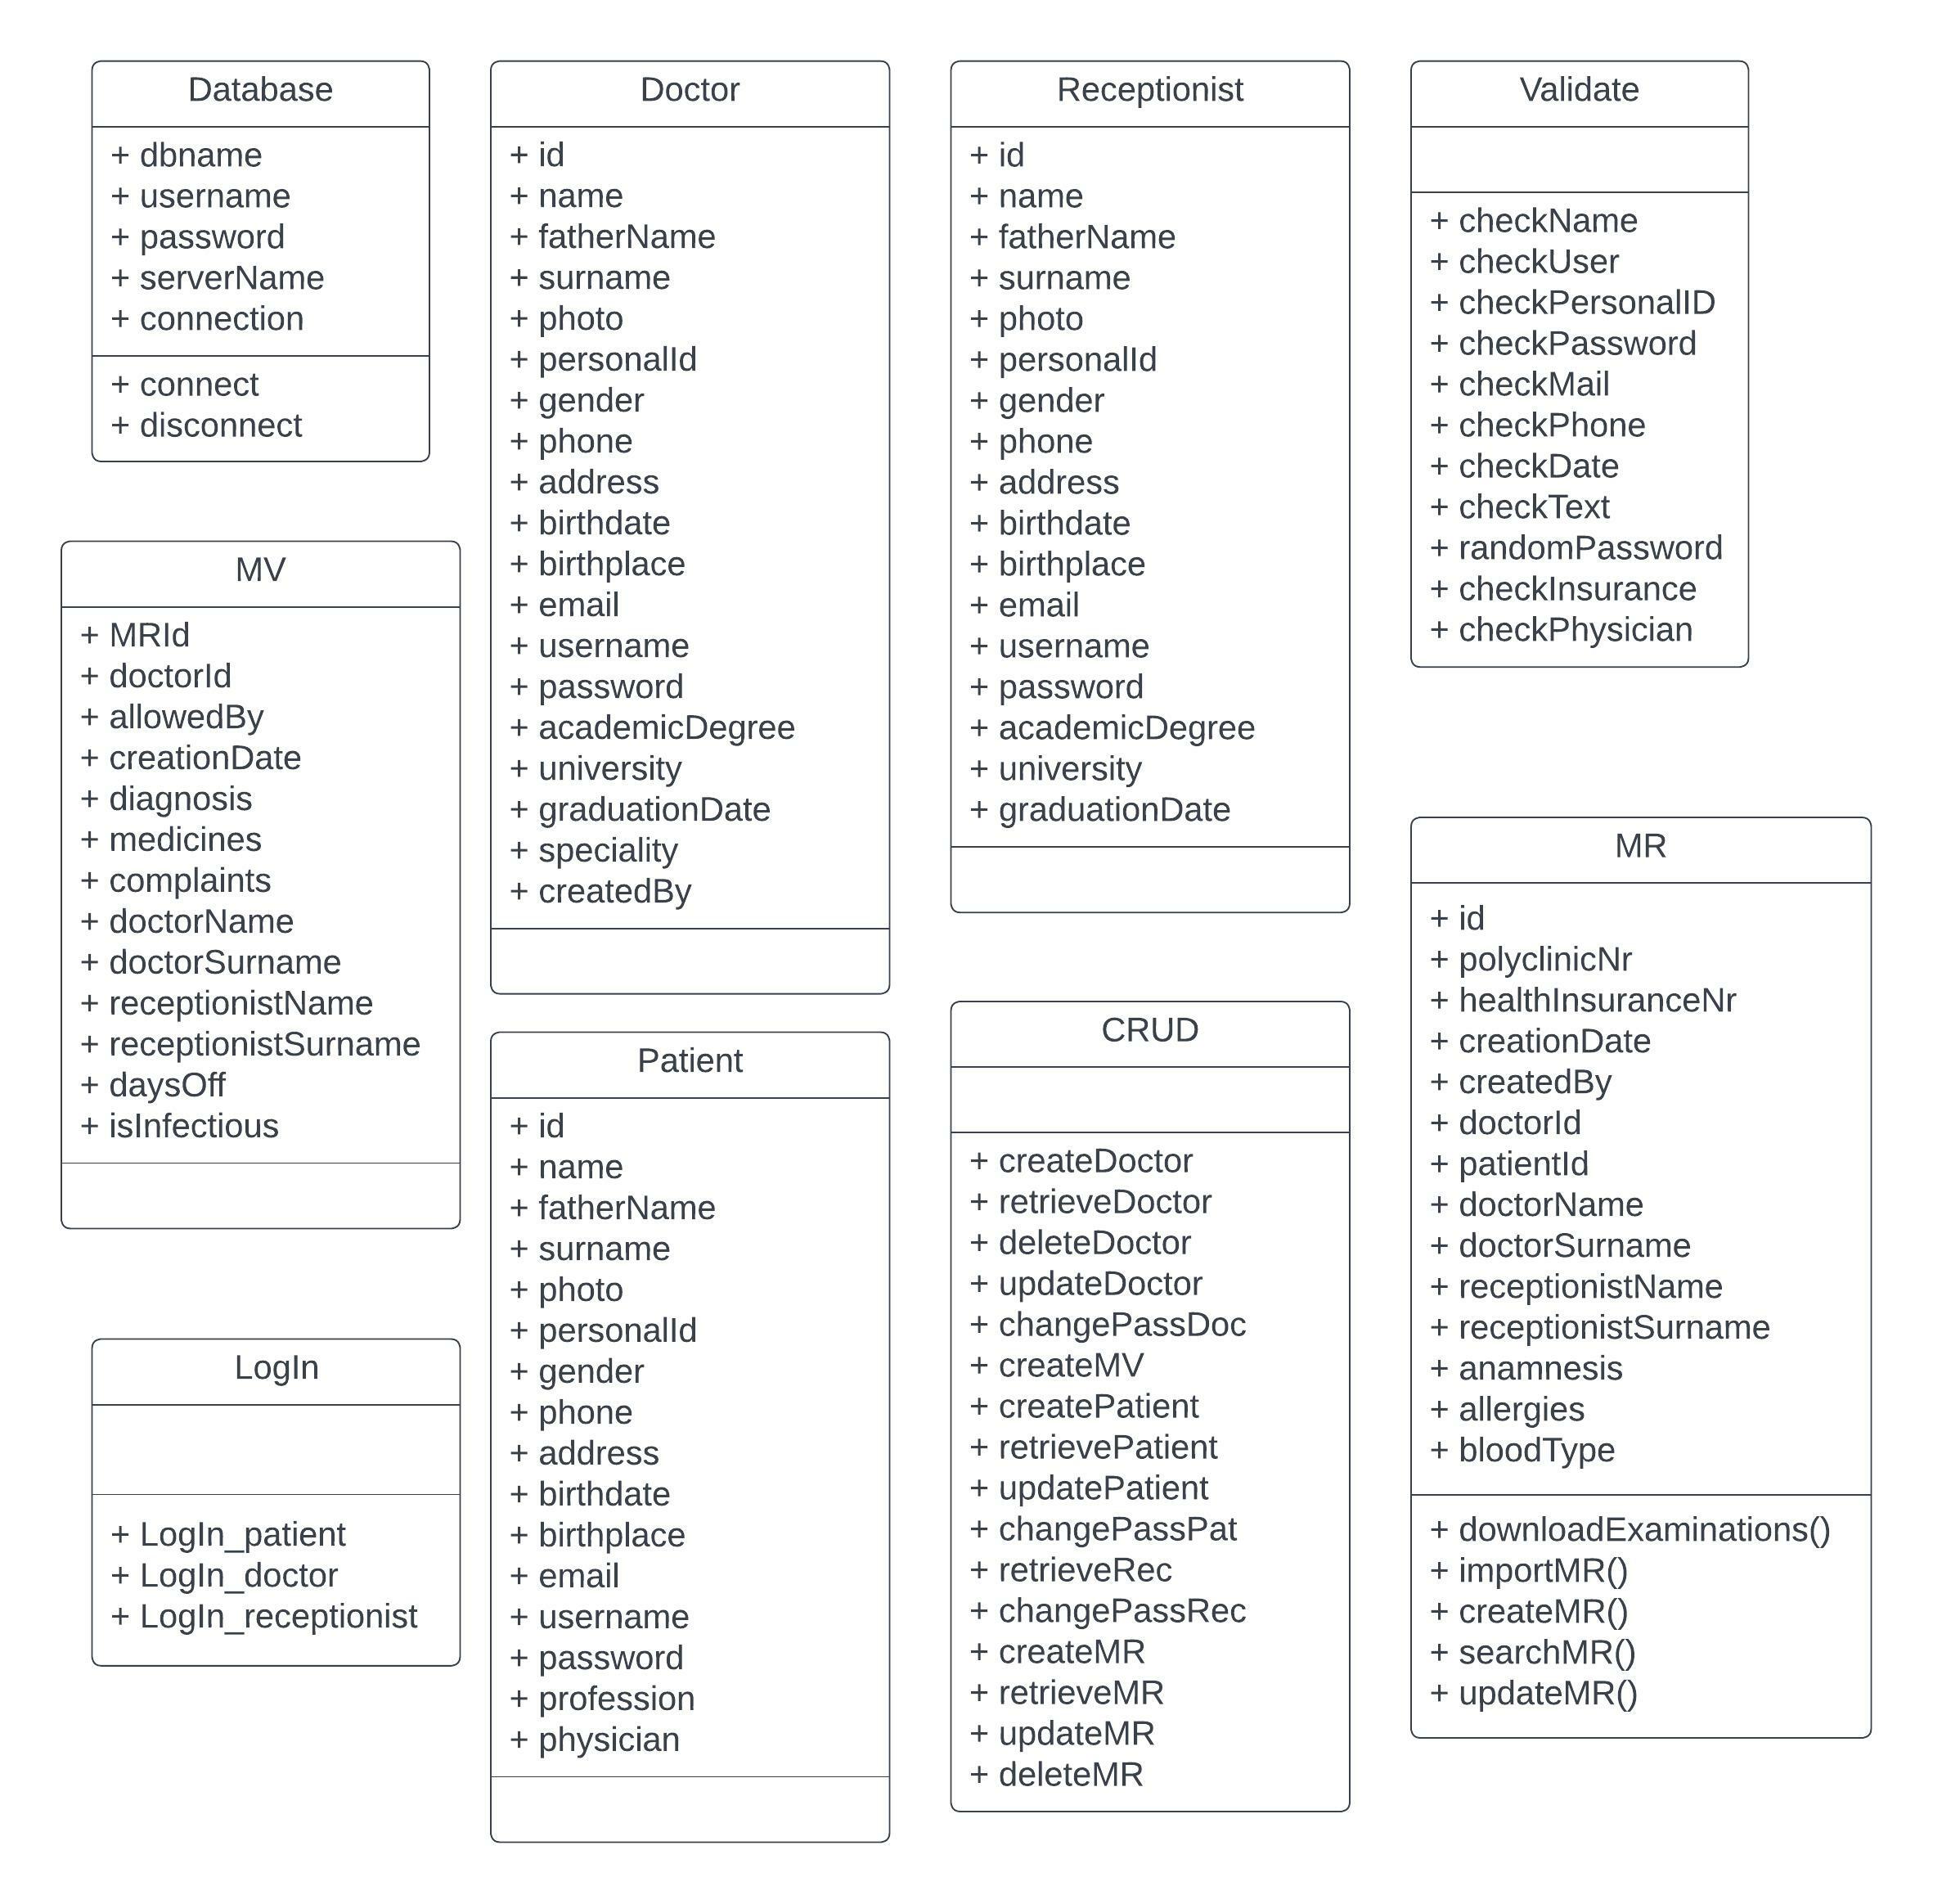 Database
+ dbname
+ username
+ password
+ serverName
+ connection
+ connect
+ disconnect
Doctor
+ id
+ name
+ fatherName
+ surname
+ photo
+ personalId
+ gender
+ phone
+ address
+ birthdate
+ birthplace
+ email
+ username
+ password
+ academicDegree
+ university
+ graduationDate
+ speciality
+ createdBy
Receptionist
+ id
+ name
+ fatherName
+ surname
+ photo
+ personalId
+ gender
+ phone
+ address
+ birthdate
+ birthplace
+ email
+ username
+ password
+ academicDegree
+ university
+ graduationDate
Validate
+ checkName
+ checkUser
+ checkPersonalID
+ checkPassword
+ checkMail
+ checkPhone
+ checkDate
+ checkText
+ randomPassword
+ checkInsurance
+ checkPhysician
MV
+ MRId
+ doctorId
+ allowedBy
+ creationDate
+ diagnosis
+ medicines
+ complaints
+ doctorName
+ doctorSurname
+ receptionistName
+ receptionistSurname
+ daysOff
+ isInfectious
Patient
+ id
+ name
+ fatherName
+ surname
+ photo
+ personalId
+ gender
+ phone
+ address
+ birthdate
+ birthplace
+ email
+ username
+ password
+ profession
+ physician
CRUD
+ createDoctor
+ retrieveDoctor
+ deleteDoctor
+ updateDoctor
+ changePassDoc
+ createMV
+ createPatient
+ retrievePatient
+ updatePatient
+ changePassPat
+ retrieveRec
+ changePassRec
+ createMR
+ retrieveMR
+ updateMR
+ deleteMR
MR
+ id
+ polyclinicNr
+ healthInsuranceNr
+ creationDate
+ createdBy
+ doctorId
+ patientId
+ doctorName
+ doctorSurname
+ receptionistName
+ receptionistSurname
+ anamnesis
+ allergies
+ bloodType
+ downloadExaminations()
+ importMR()
+ createMR()
+ searchMR()
+ updateMR()
LogIn
+ LogIn_patient
+ LogIn_doctor
+ LogIn_receptionist